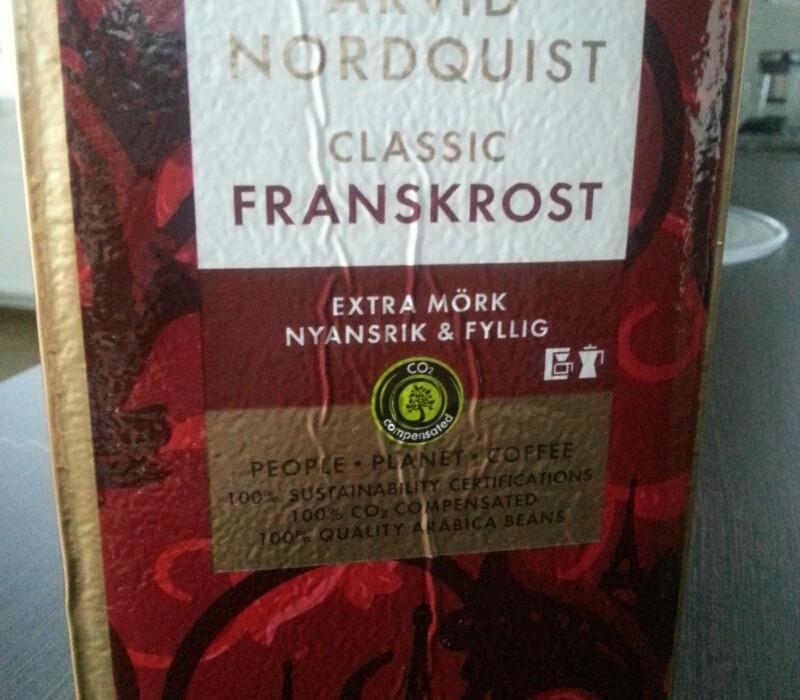 ARVID
NORDQUIST
CLASSIC
FRANSKROST
EXTRA MÖRK
NYANSRIK & FYLLIG
CO₂
compensated
PEOPLE • PLANET • COFFEE
100% SUSTAINABILITY CERTIFICATIONS
100% CO₂ COMPENSATED
100% QUALITY ARABICA BEANS